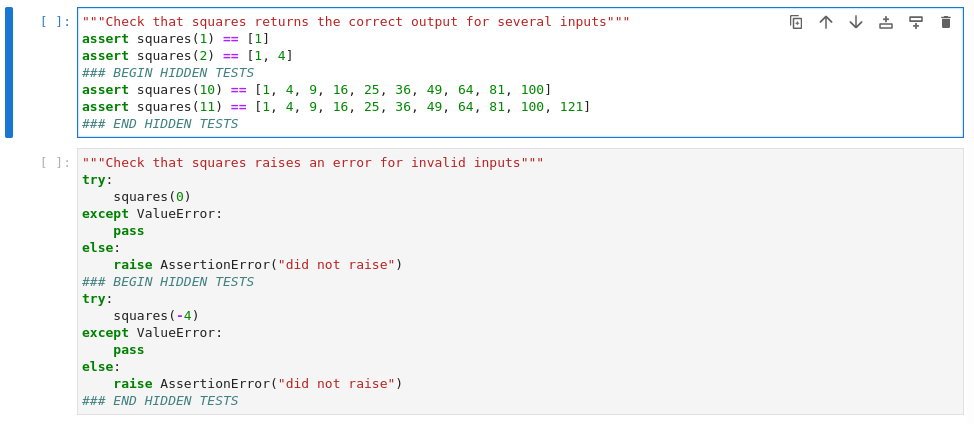 [ ]: """Check that squares returns the correct output for several inputs"""
assert squares(1) == [1]
assert squares(2) == [1, 4]
### BEGIN HIDDEN TESTS
assert squares(10) == [1, 4, 9, 16, 25, 36, 49, 64, 81, 100]
assert squares(11) == [1, 4, 9, 16, 25, 36, 49, 64, 81, 100, 121]
### END HIDDEN TESTS
[ ]: """Check that squares raises an error for invalid inputs"""
try:
    squares(0)
except ValueError:
    pass
else:
    raise AssertionError("did not raise")
### BEGIN HIDDEN TESTS
try:
    squares(-4)
except ValueError:
    pass
else:
    raise AssertionError("did not raise")
### END HIDDEN TESTS